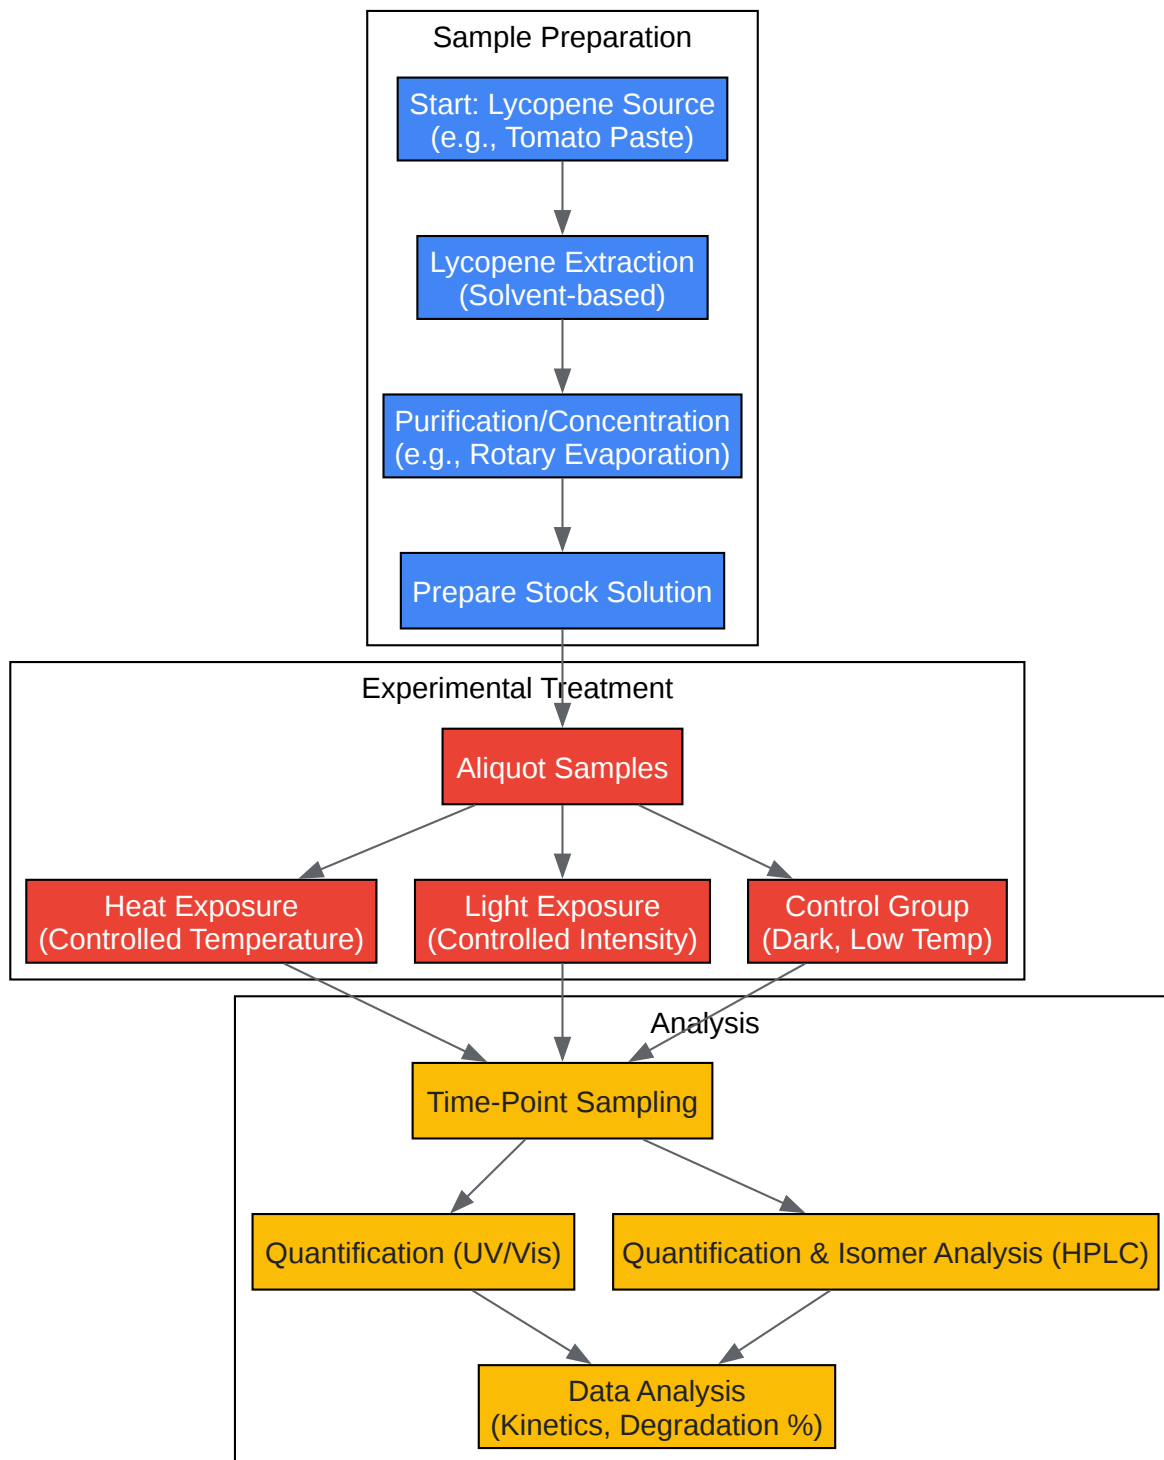 Sample Preparation
Start: Lycopene Source
(e.g., Tomato Paste)
Lycopene Extraction
(Solvent-based)
Purification/Concentration
(e.g., Rotary Evaporation)
Prepare Stock Solution
Experimental Treatment
Aliquot Samples
Heat Exposure
(Controlled Temperature)
Light Exposure
(Controlled Intensity)
Control Group
(Dark, Low Temp)
Analysis
Time-Point Sampling
Quantification (UV/Vis)
Quantification & Isomer Analysis (HPLC)
Data Analysis
(Kinetics, Degradation %)